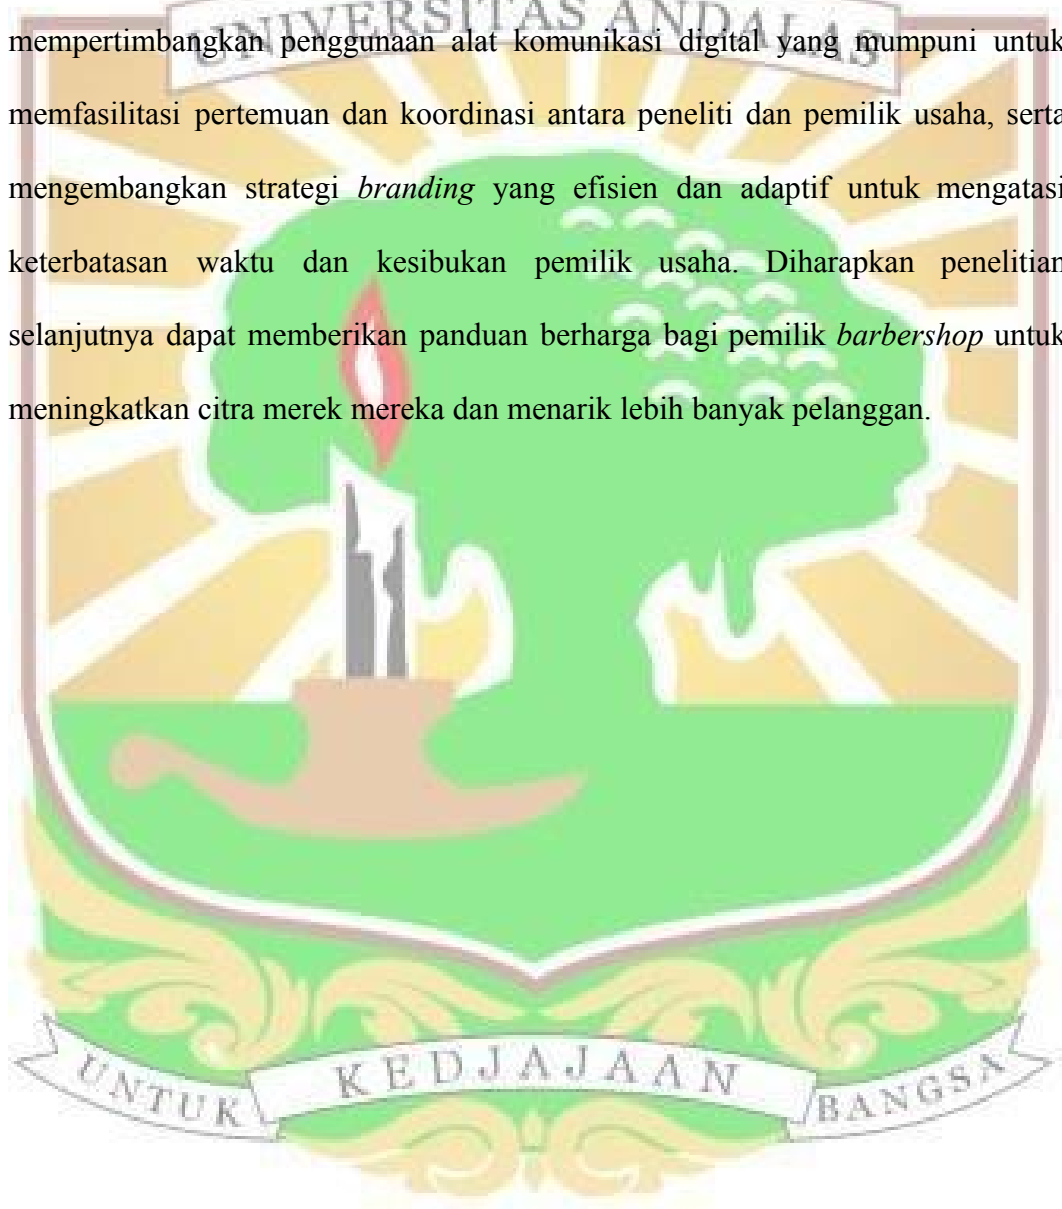 UNIVERSITAS ANDALAS
mempertimbangkan penggunaan alat komunikasi digital yang mumpuni untuk
memfasilitasi pertemuan dan koordinasi antara peneliti dan pemilik usaha, serta
mengembangkan strategi branding yang efisien dan adaptif untuk mengatasi
keterbatasan waktu dan kesibukan pemilik usaha. Diharapkan penelitian
selanjutnya dapat memberikan panduan berharga bagi pemilik barbershop untuk
meningkatkan citra merek mereka dan menarik lebih banyak pelanggan.
UNTUK KEDJAJAAN BANGSA